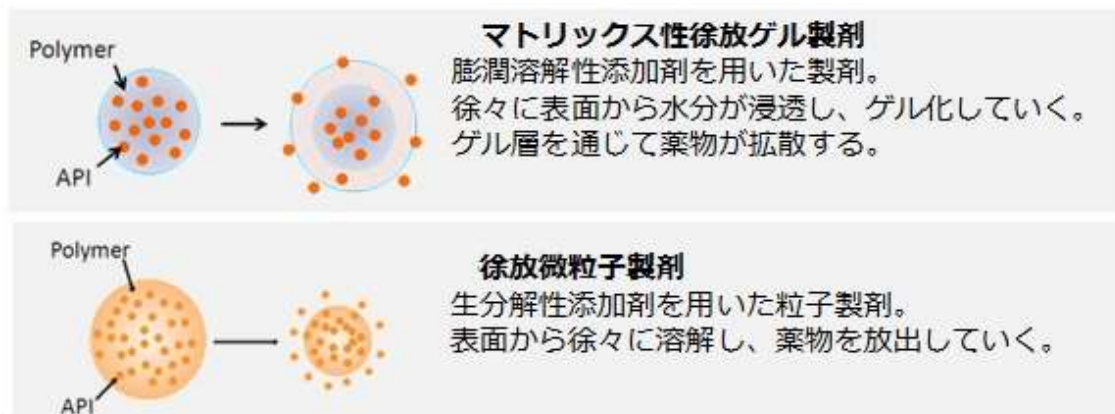 マトリックス性徐放ゲル製剤
Polymer
膨潤溶解性添加剤を用いた製剤。
徐々に表面から水分が浸透し、ゲル化していく。
ゲル層を通じて薬物が拡散する。
API
Polymer
徐放微粒子製剤
生分解性添加剤を用いた粒子製剤。
表面から徐々に溶解し、薬物を放出していく。
API